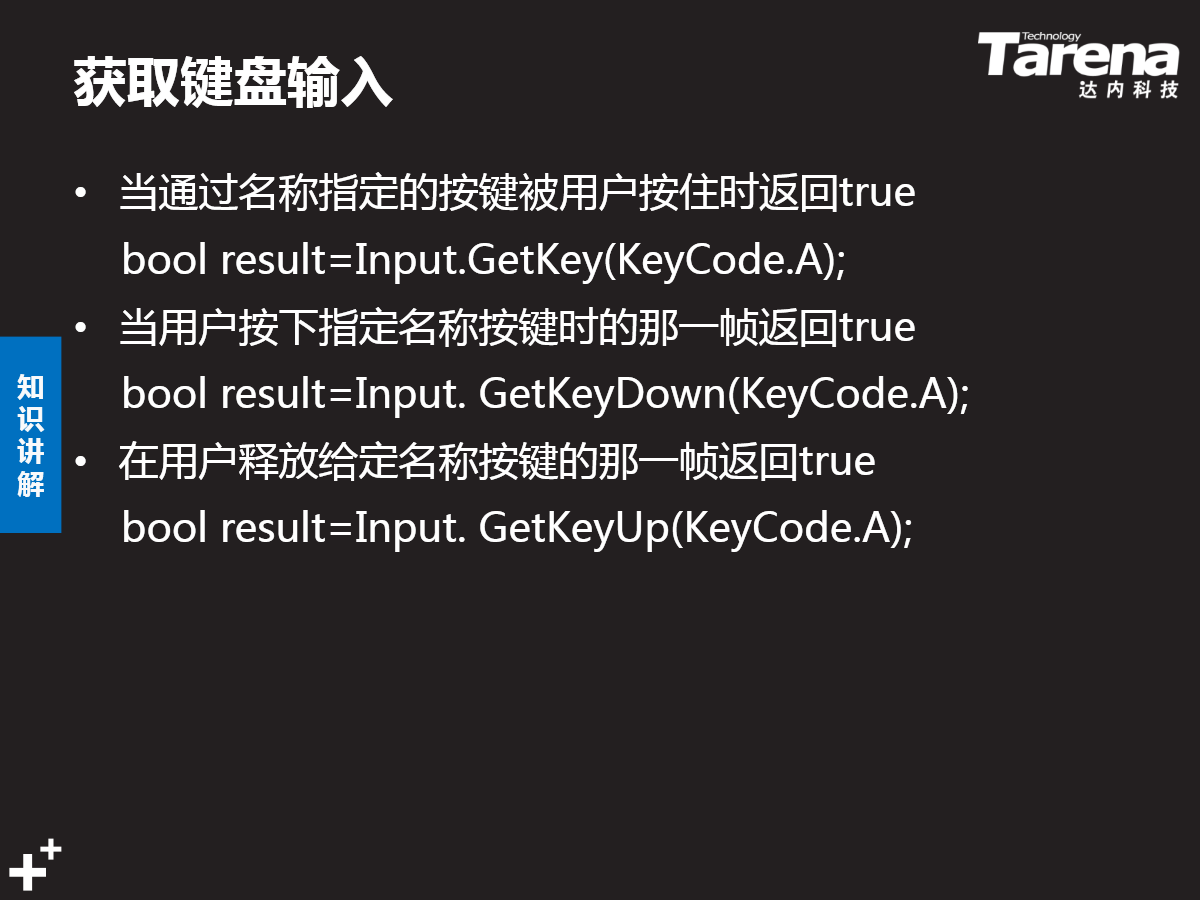 获取键盘输入
Technology
Tarena
达内科技
• 当通过名称指定的按键被用户按住时返回true
bool result=Input.GetKey(KeyCode.A);
• 当用户按下指定名称按键时的那一帧返回true
bool result=Input. GetKeyDown(KeyCode.A);
• 在用户释放给定名称按键的那一帧返回true
bool result=Input. GetKeyUp(KeyCode.A);
知识讲解